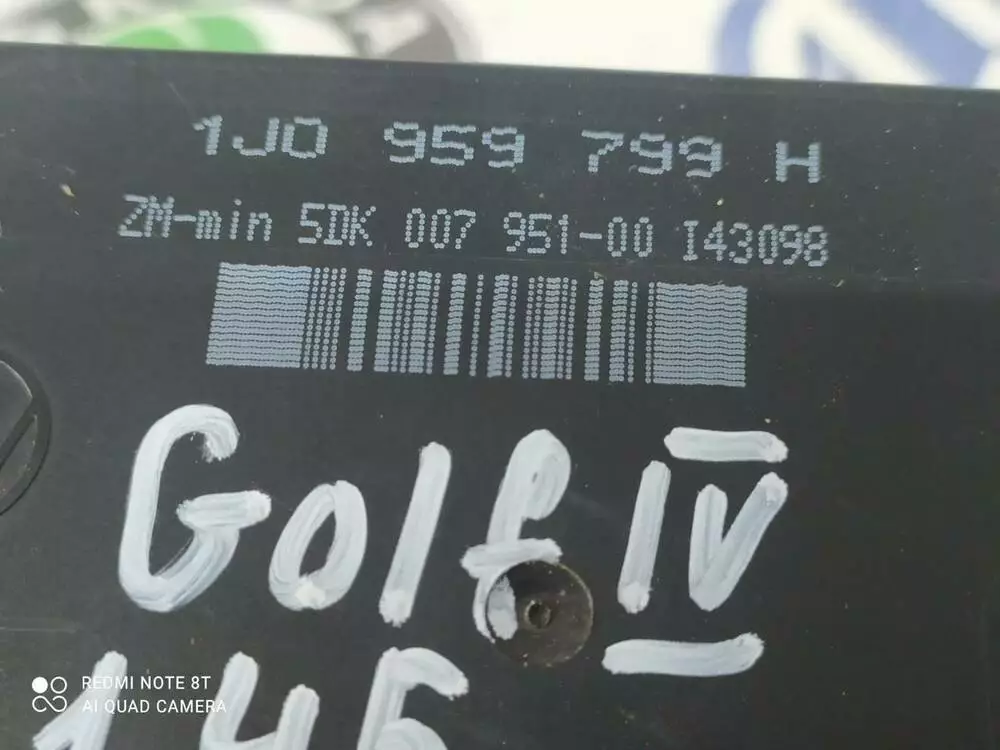 1J0 959 799 H
ZM-min 5DK 007 951-00 I43098
Golf IV
REDMI NOTE 8T
AI QUAD CAMERA